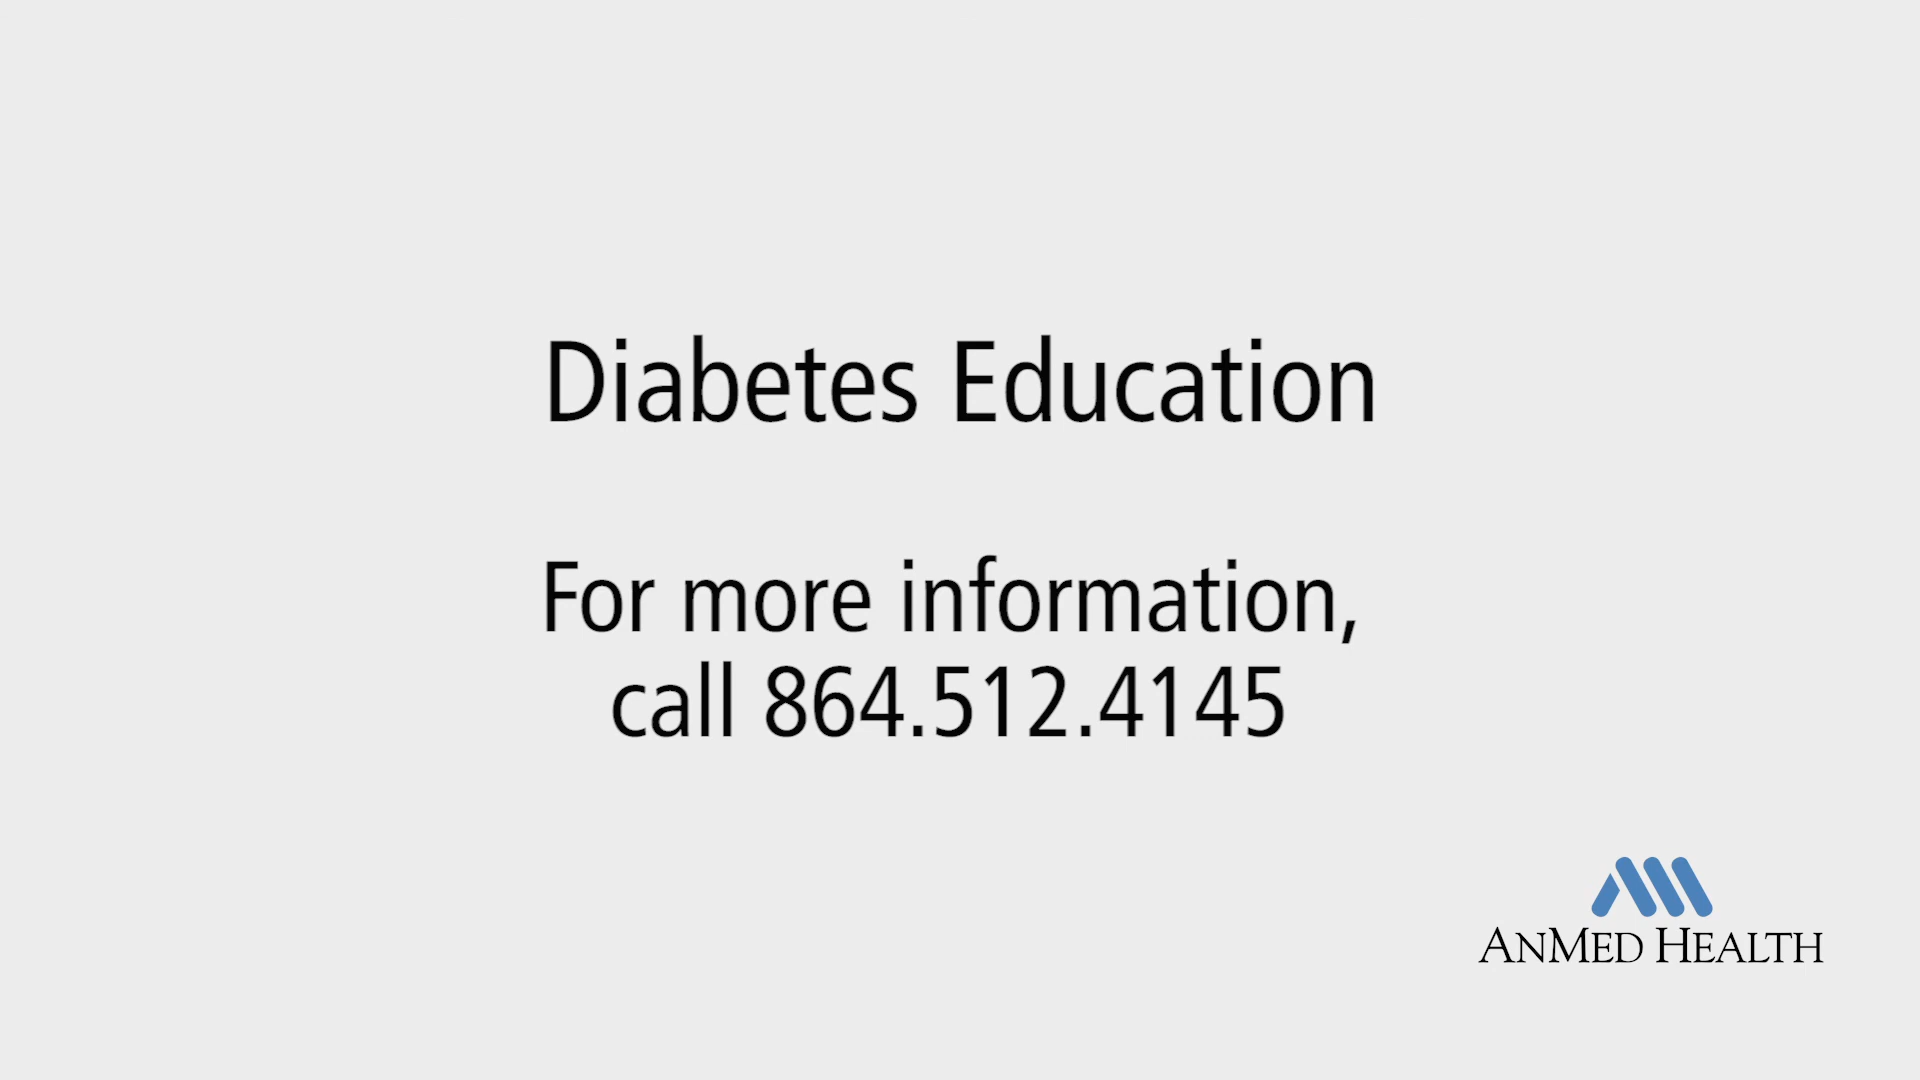 Diabetes Education
For more information,
call 864.512.4145
ANMED HEALTH